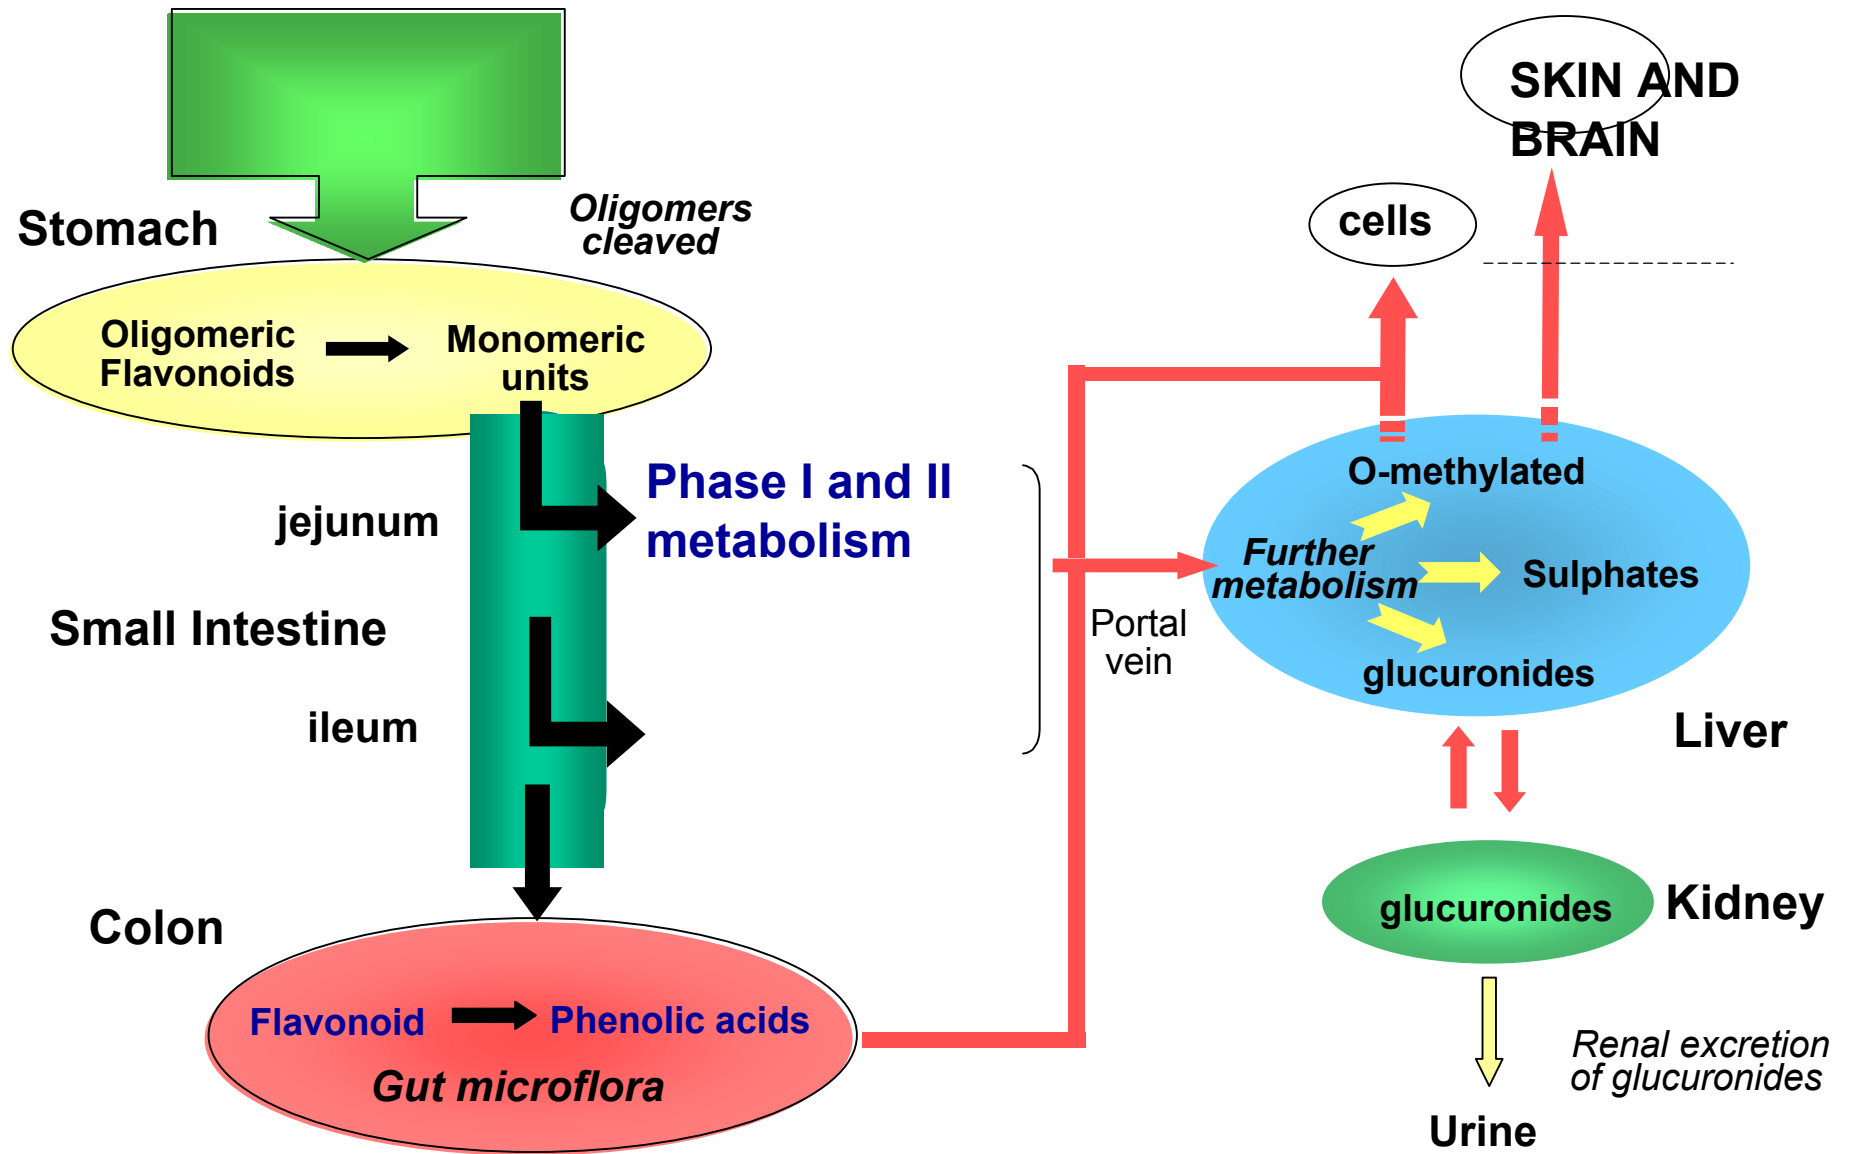 Stomach
Oligomers
cleaved
Oligomeric
Flavonoids
Monomeric
units
jejunum
Phase I and II
metabolism
Small Intestine
ileum
Colon
Flavonoid
Phenolic acids
Gut microflora
SKIN AND
BRAIN
cells
O-methylated
Further
metabolism
Sulphates
glucuronides
Portal
vein
Liver
glucuronides
Kidney
Renal excretion
of glucuronides
Urine